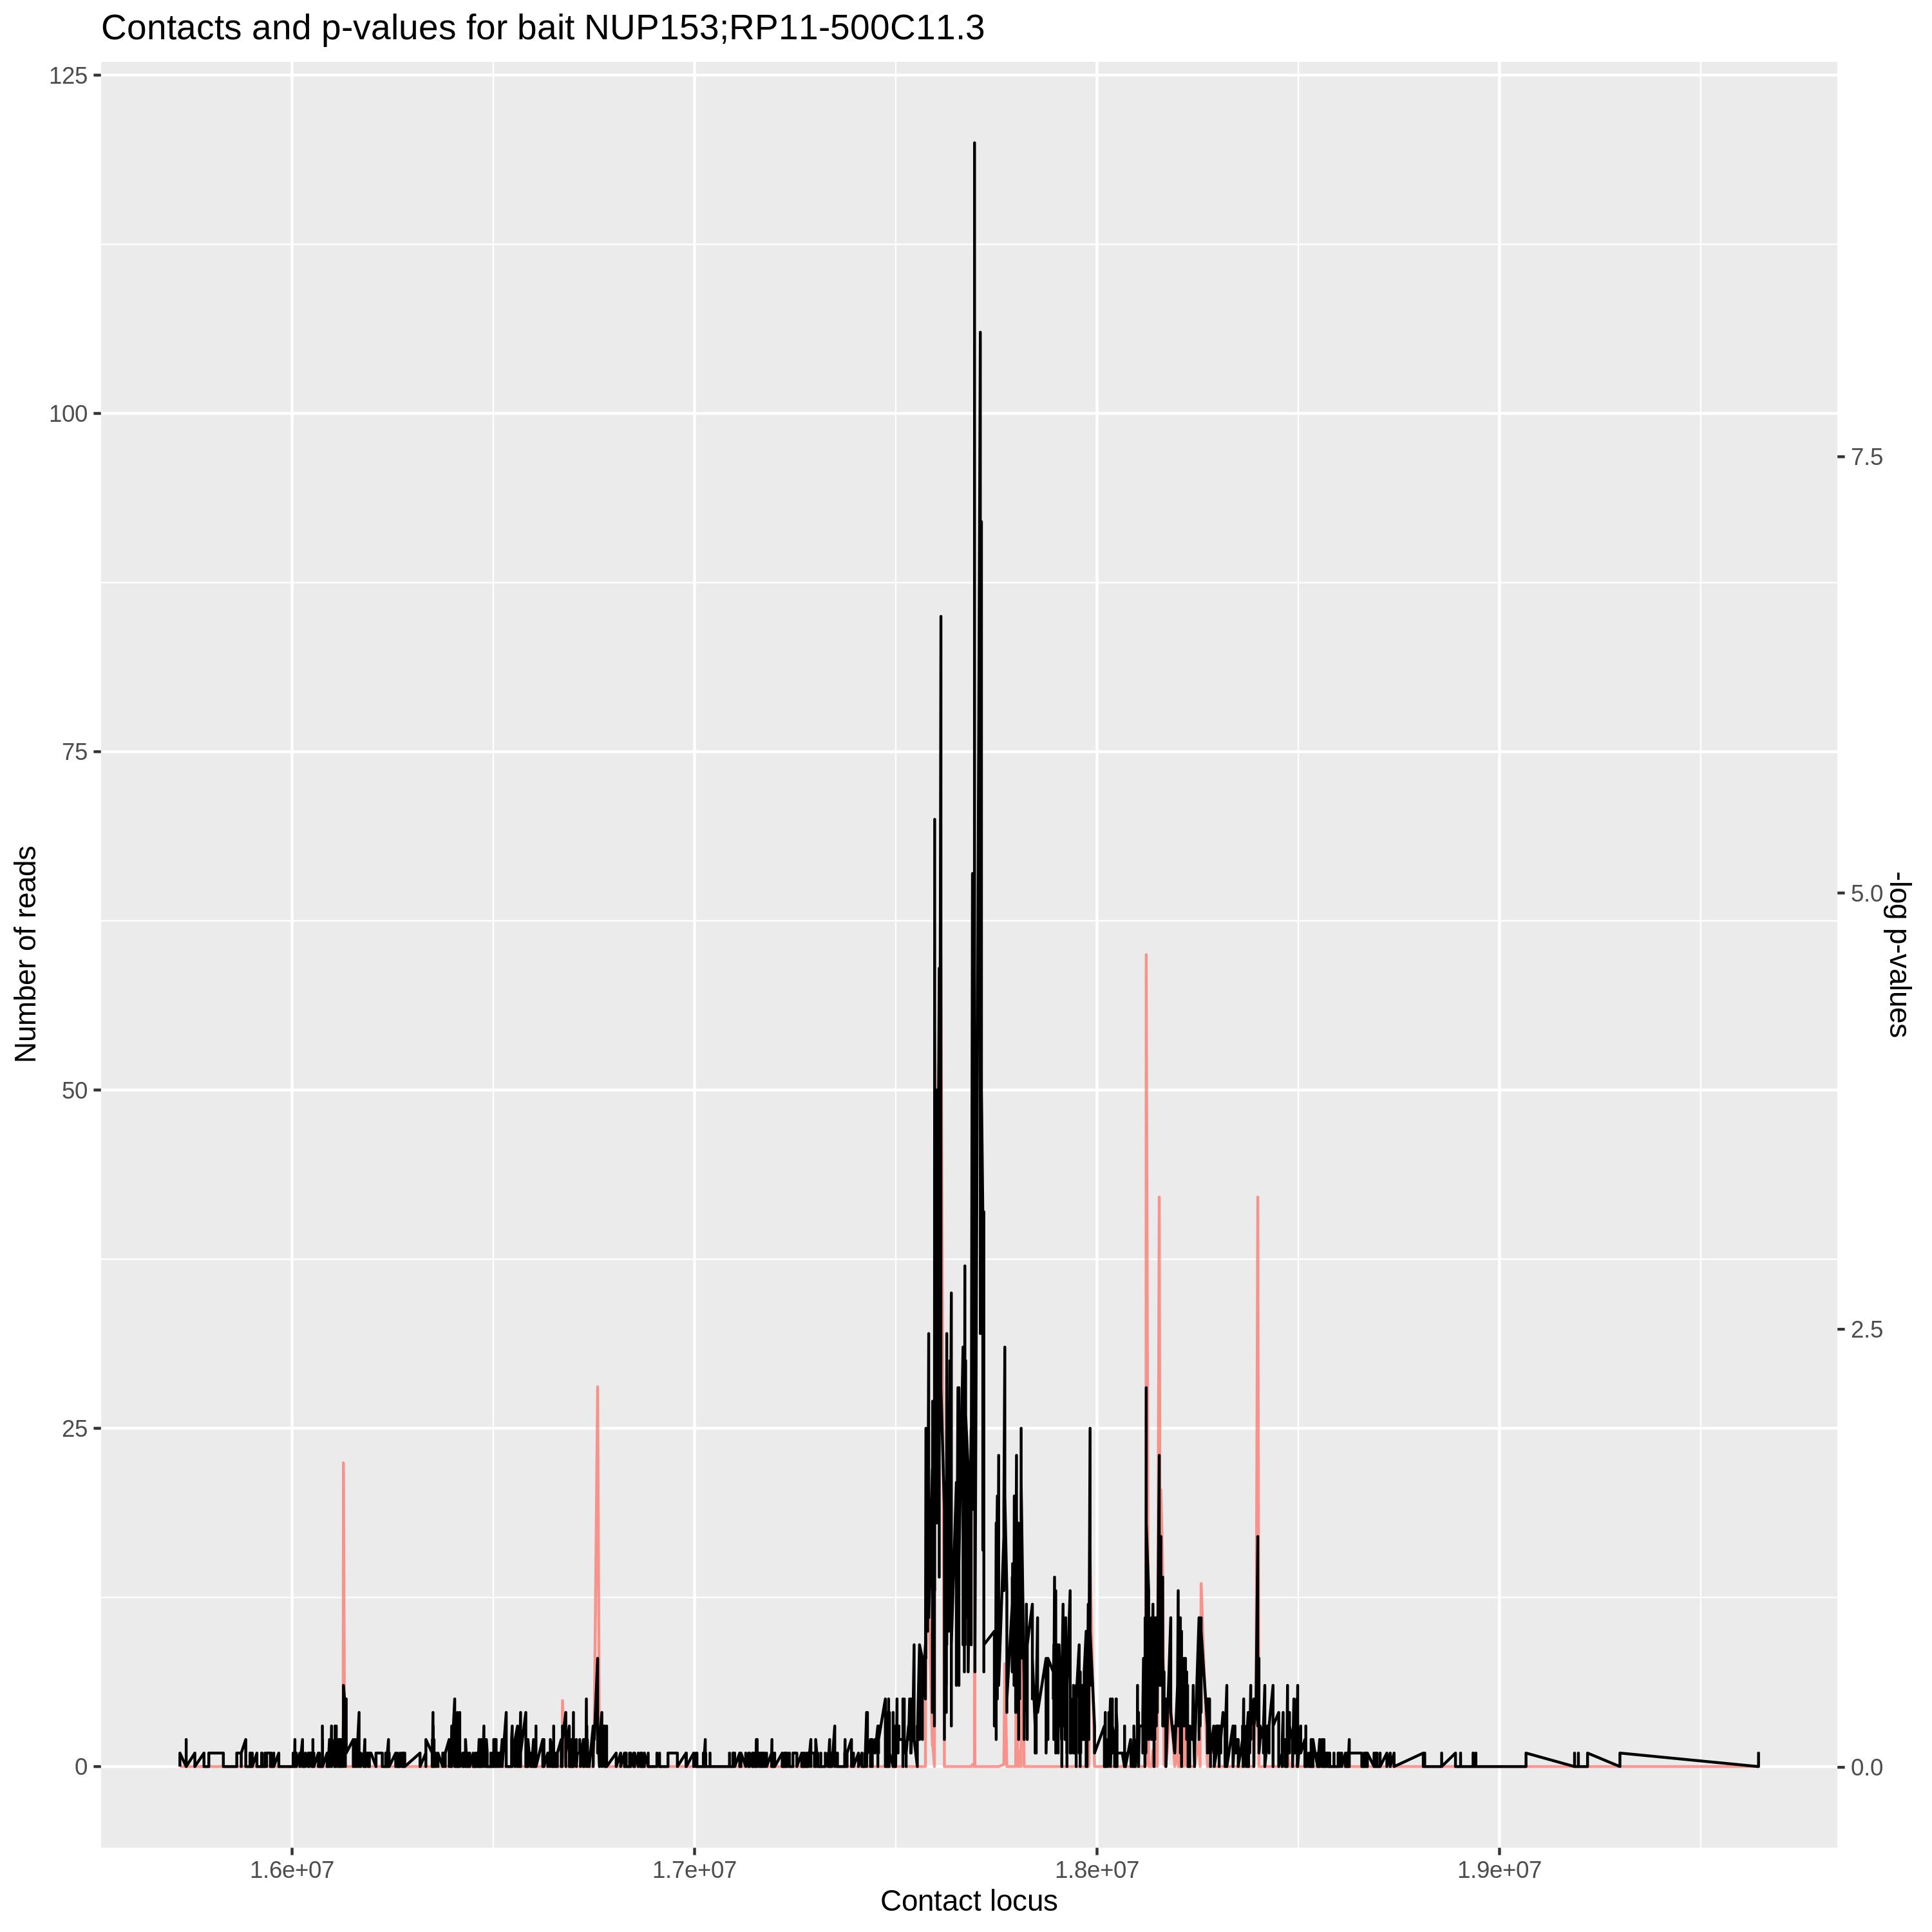 Contacts and p-values for bait NUP153;RP11-500C11.3
125
100
75
50
25
0
Number of reads
7.5
5.0
2.5
0.0
-log p-values
1.6e+07
1.7e+07
1.8e+07
1.9e+07
Contact locus